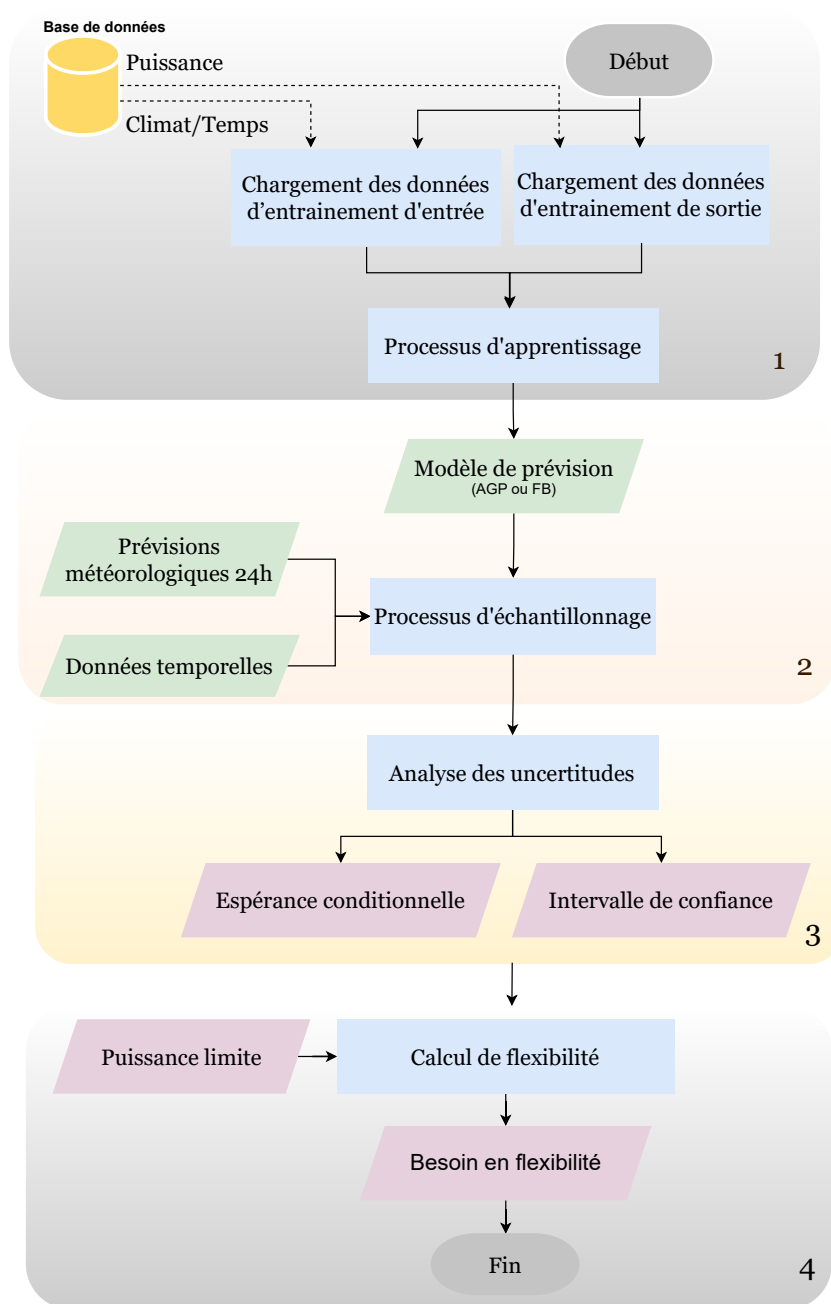 Base de données
Puissance
Début
Climat/Temps
Chargement des données
d’entrainement d'entrée
Chargement des données
d'entrainement de sortie
Processus d'apprentissage
1
Modèle de prévision
(AGP ou FB)
Prévisions
météorologiques 24h
Processus d'échantillonnage
Données temporelles
2
Analyse des uncertitudes
Espérance conditionnelle
Intervalle de confiance
3
Puissance limite
Calcul de flexibilité
Besoin en flexibilité
Fin
4